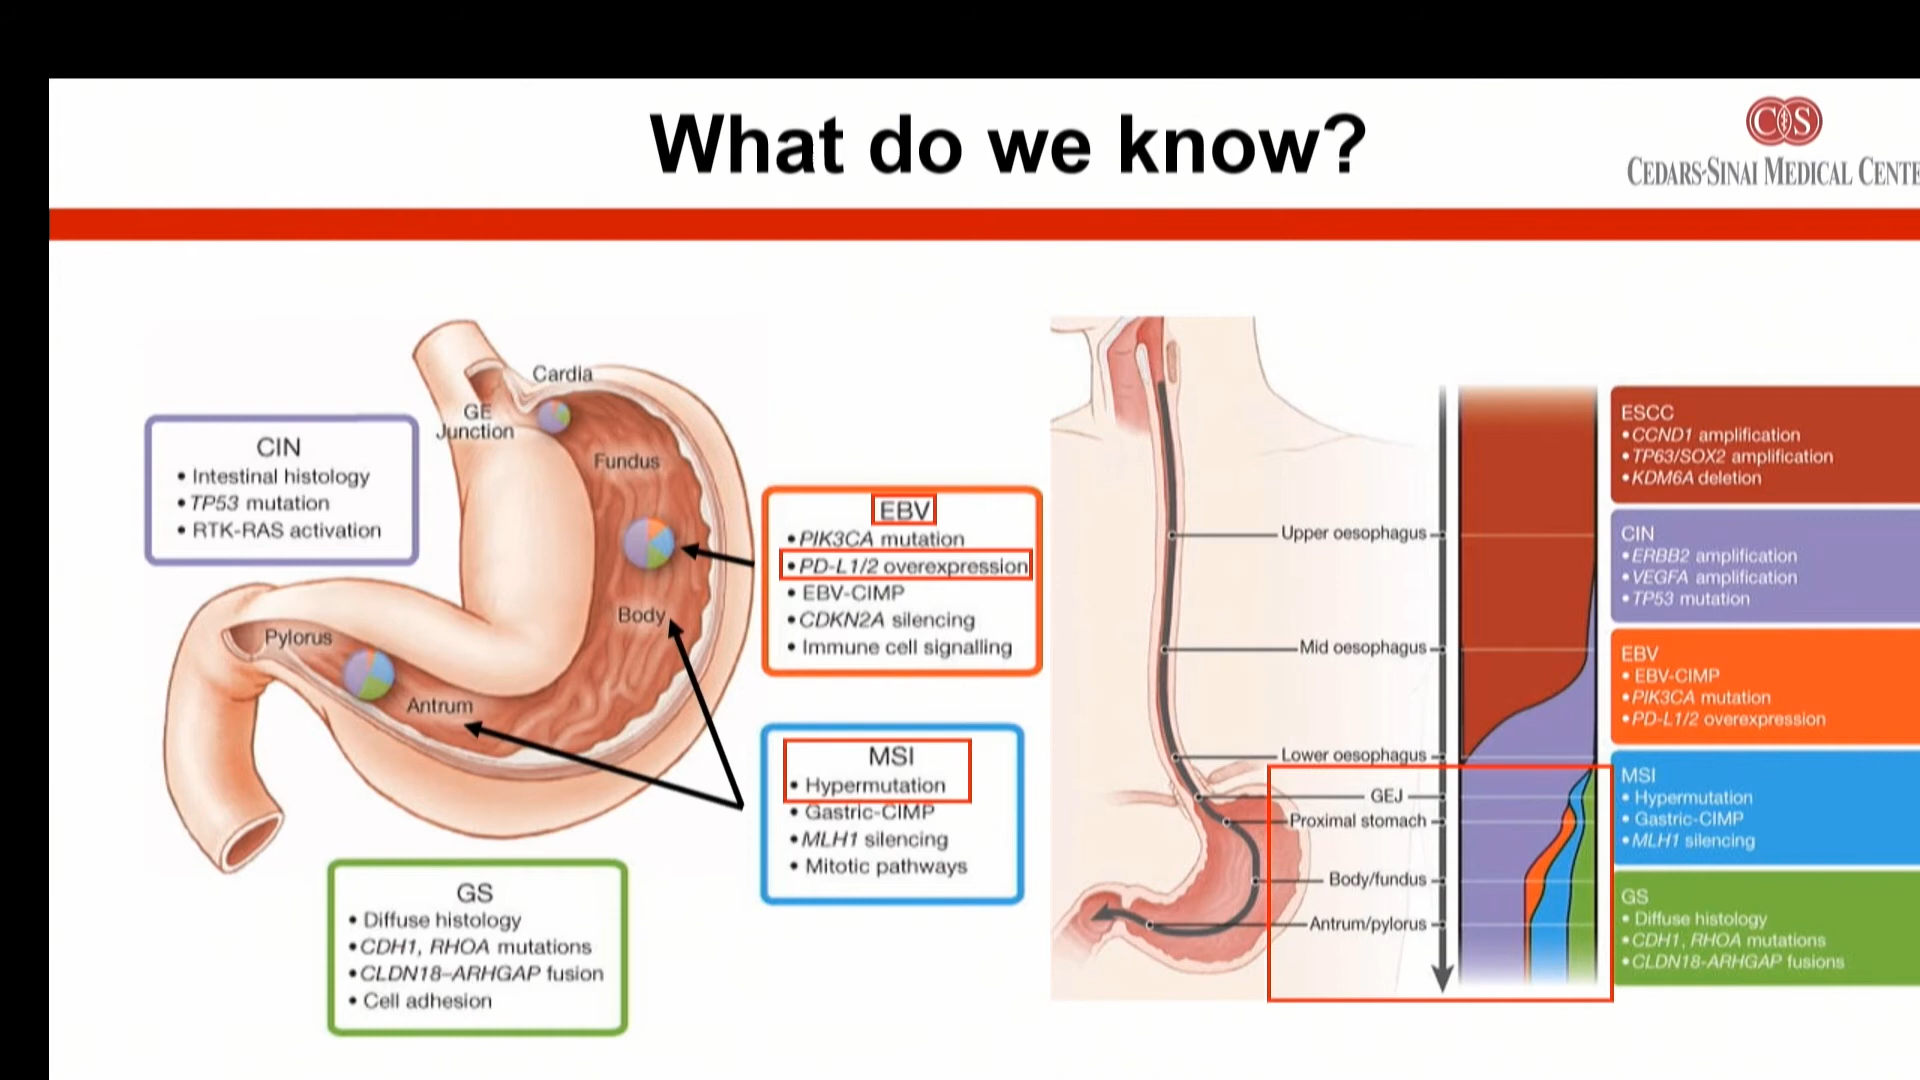 What do we know?
CS
CEDARS-SINAI MEDICAL CENTE
Cardia
GE
Junction
Fundus
Body
Pylorus
Antrum
CIN
• Intestinal histology
• TP53 mutation
• RTK-RAS activation
EBV
• PIK3CA mutation
• PD-L1/2 overexpression
• EBV-CIMP
• CDKN2A silencing
• Immune cell signalling
MSI
• Hypermutation
• Gastric-CIMP
• MLH1 silencing
• Mitotic pathways
GS
• Diffuse histology
• CDH1, RHOA mutations
• CLDN18–ARHGAP fusion
• Cell adhesion
Upper oesophagus
Mid oesophagus
Lower oesophagus
GEJ
Proximal stomach
Body/fundus
Antrum/pylorus
ESCC
• CCND1 amplification
• TP63/SOX2 amplification
• KDM6A deletion
CIN
• ERBB2 amplification
• VEGFA amplification
• TP53 mutation
EBV
• EBV-CIMP
• PIK3CA mutation
• PD-L1/2 overexpression
MSI
• Hypermutation
• Gastric-CIMP
• MLH1 silencing
GS
• Diffuse histology
• CDH1, RHOA mutations
• CLDN18-ARHGAP fusions